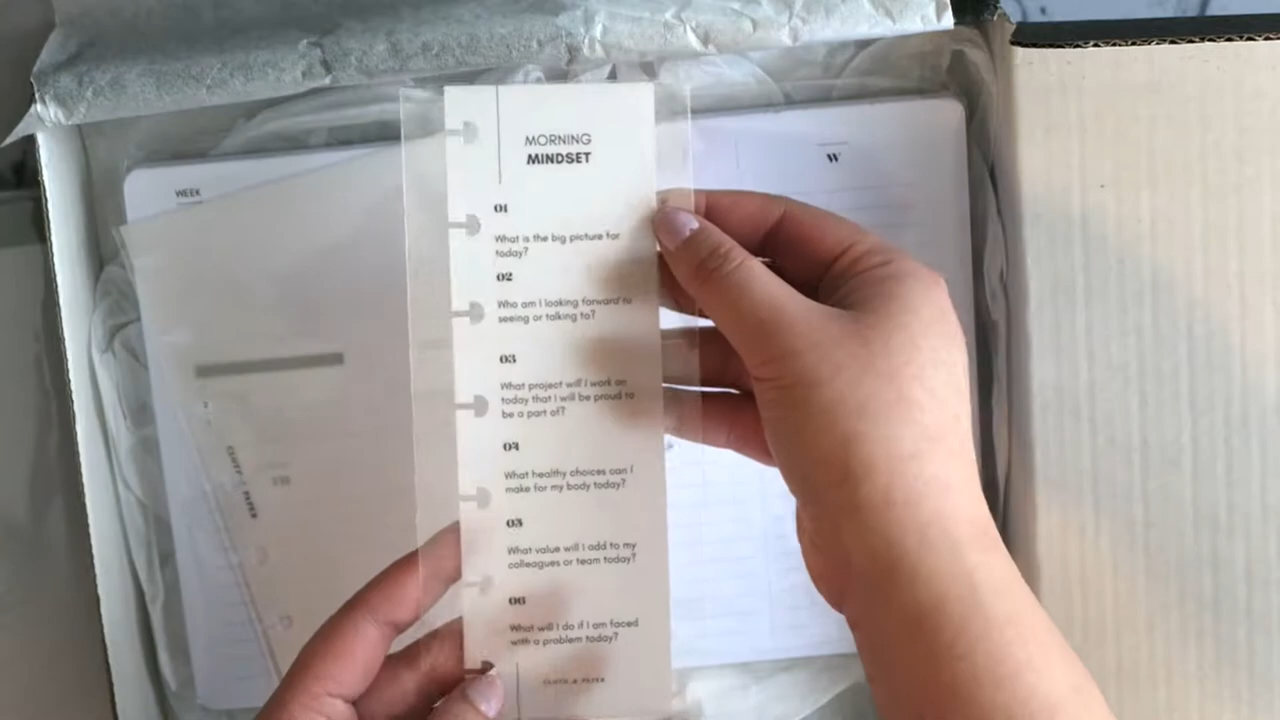 MORNING
MINDSET
01
What is the big picture for
today?
02
Who am I looking forward to
seeing or talking to?
03
What project will I work on
today that I will be proud to
be a part of?
04
What healthy choices can I
make for my body today?
05
What value will I add to my
colleagues or team today?
06
What will I do if I am faced
with a problem today?
CLOTH & PAPER
WEEK
W
CLOTH & PAPER